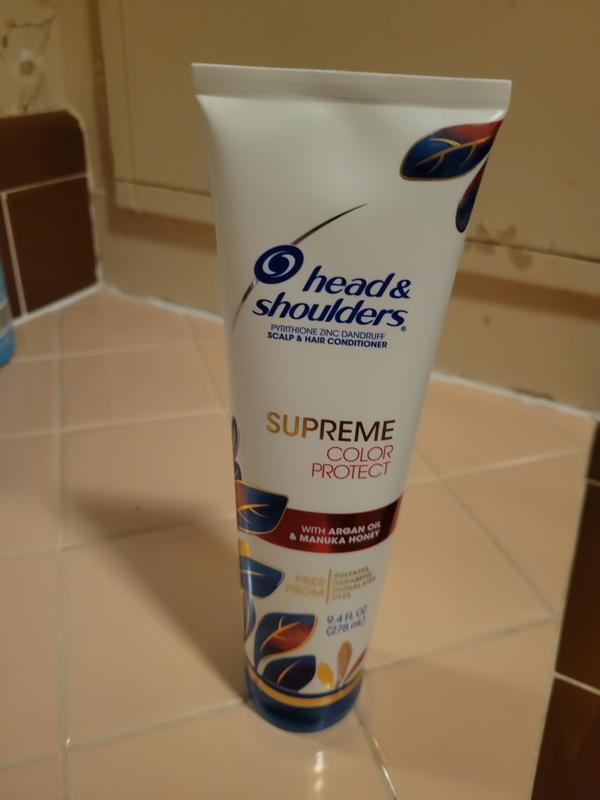 head&
shoulders®
PYRITHIONE ZINC DANDRUFF
SCALP & HAIR CONDITIONER
SUPREME
COLOR
PROTECT
WITH ARGAN OIL
& MANUKA HONEY
FREE
FROM
SULFATES,
PARABENS,
PHTHALATES,
DYES
9.4 FL OZ
(278 mL)